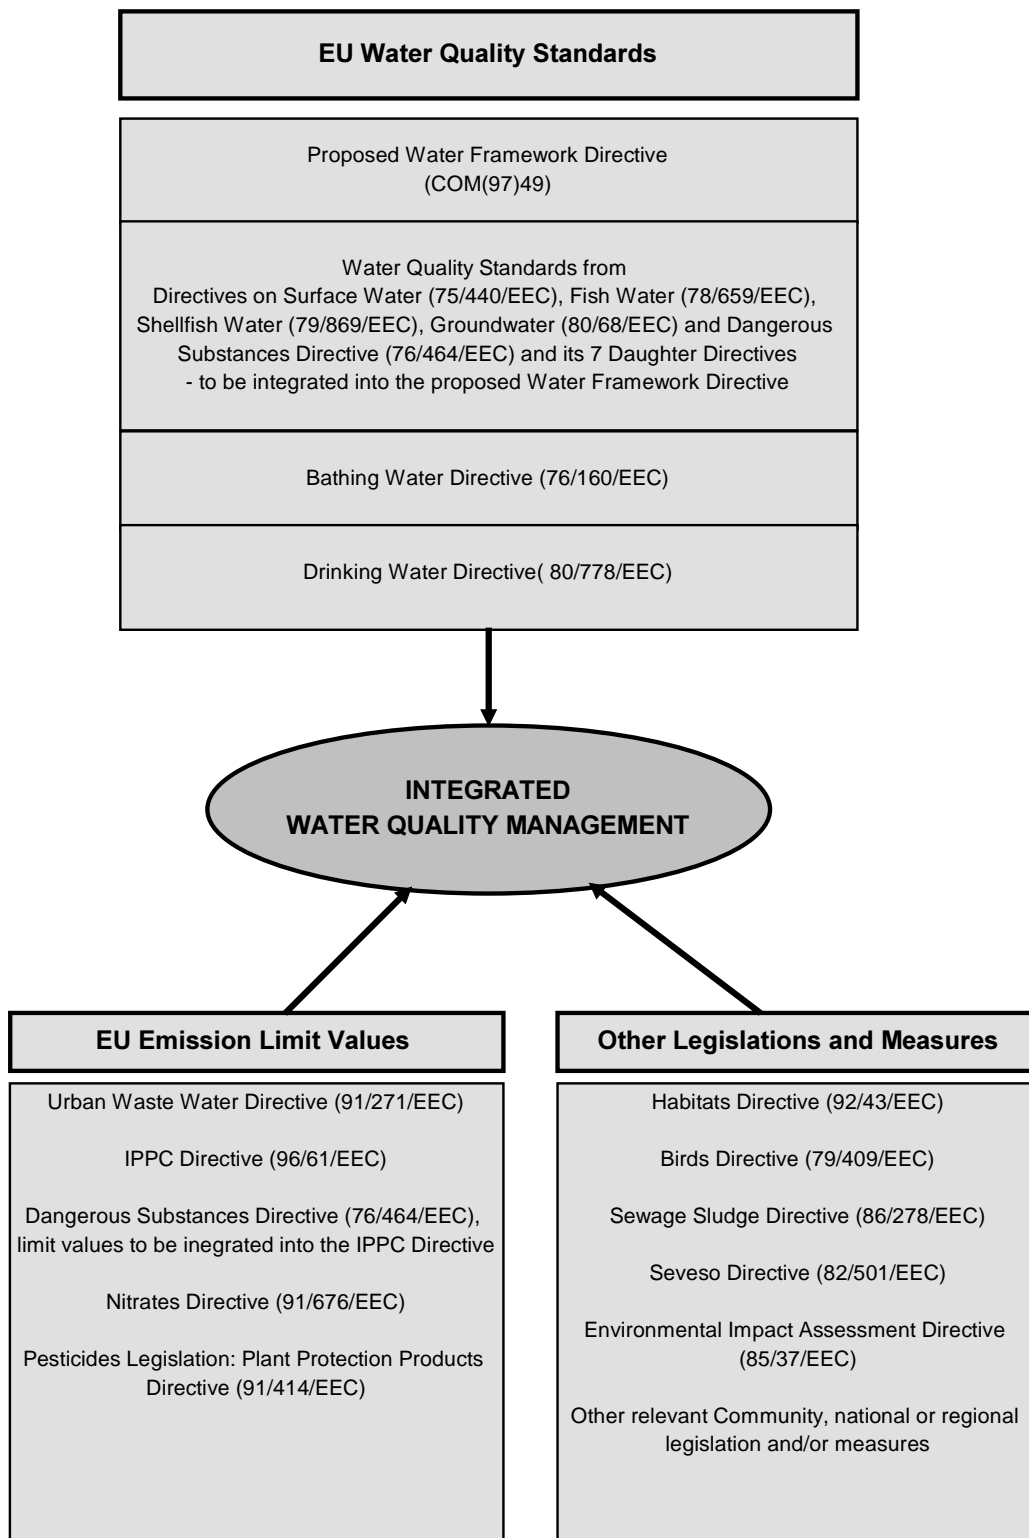 EU Water Quality Standards
Proposed Water Framework Directive
(COM(97)49)
Water Quality Standards from
Directives on Surface Water (75/440/EEC), Fish Water (78/659/EEC),
Shellfish Water (79/869/EEC), Groundwater (80/68/EEC) and Dangerous
Substances Directive (76/464/EEC) and its 7 Daughter Directives
- to be integrated into the proposed Water Framework Directive
Bathing Water Directive (76/160/EEC)
Drinking Water Directive( 80/778/EEC)
INTEGRATED
WATER QUALITY MANAGEMENT
EU Emission Limit Values
Urban Waste Water Directive (91/271/EEC)
IPPC Directive (96/61/EEC)
Dangerous Substances Directive (76/464/EEC),
limit values to be inegrated into the IPPC Directive
Nitrates Directive (91/676/EEC)
Pesticides Legislation: Plant Protection Products
Directive (91/414/EEC)
Other Legislations and Measures
Habitats Directive (92/43/EEC)
Birds Directive (79/409/EEC)
Sewage Sludge Directive (86/278/EEC)
Seveso Directive (82/501/EEC)
Environmental Impact Assessment Directive
(85/37/EEC)
Other relevant Community, national or regional
legislation and/or measures